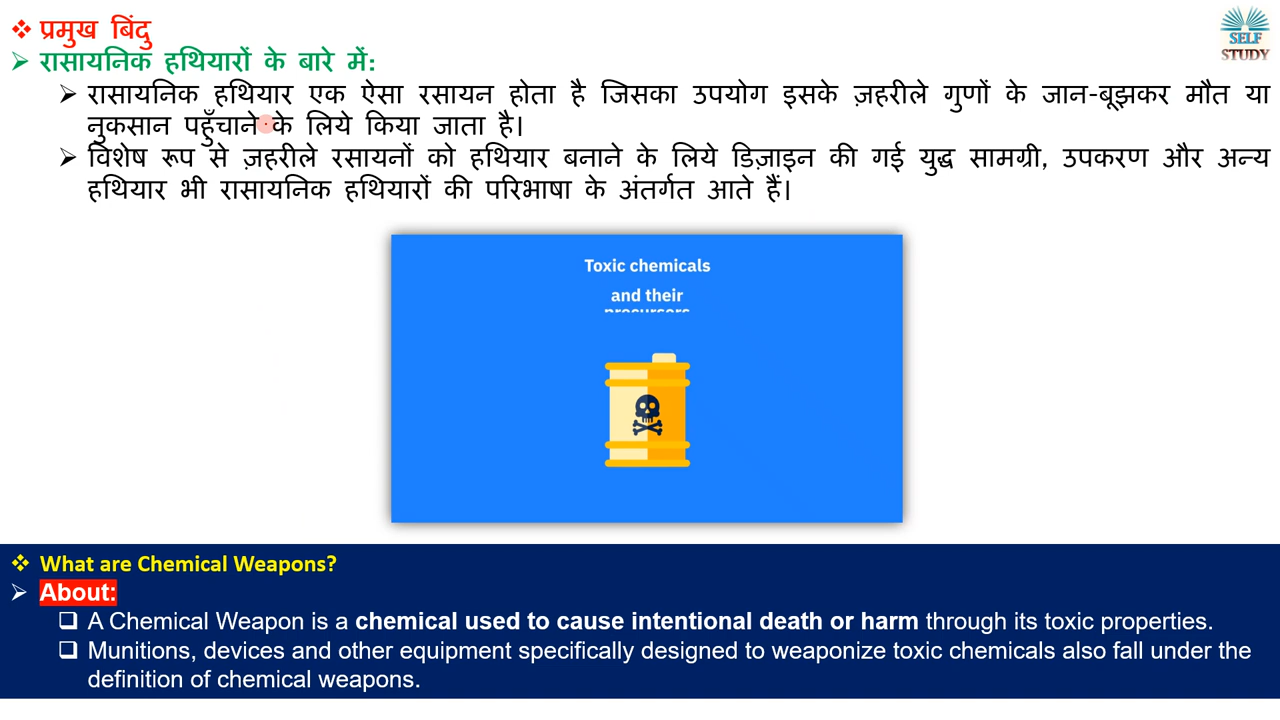 ❖ प्रमुख बिंदु
➢ रासायनिक हथियारों के बारे में:
➢ रासायनिक हथियार एक ऐसा रसायन होता है जिसका उपयोग इसके ज़हरीले गुणों के जान-बूझकर मौत या
नुकसान पहुँचाने के लिये किया जाता है।
➢ विशेष रूप से ज़हरीले रसायनों को हथियार बनाने के लिये डिज़ाइन की गई युद्ध सामग्री, उपकरण और अन्य
हथियार भी रासायनिक हथियारों की परिभाषा के अंतर्गत आते हैं।
SELF
STUDY
Toxic chemicals
and their
precursors
❖ What are Chemical Weapons?
➢ About:
❑ A Chemical Weapon is a chemical used to cause intentional death or harm through its toxic properties.
❑ Munitions, devices and other equipment specifically designed to weaponize toxic chemicals also fall under the
definition of chemical weapons.